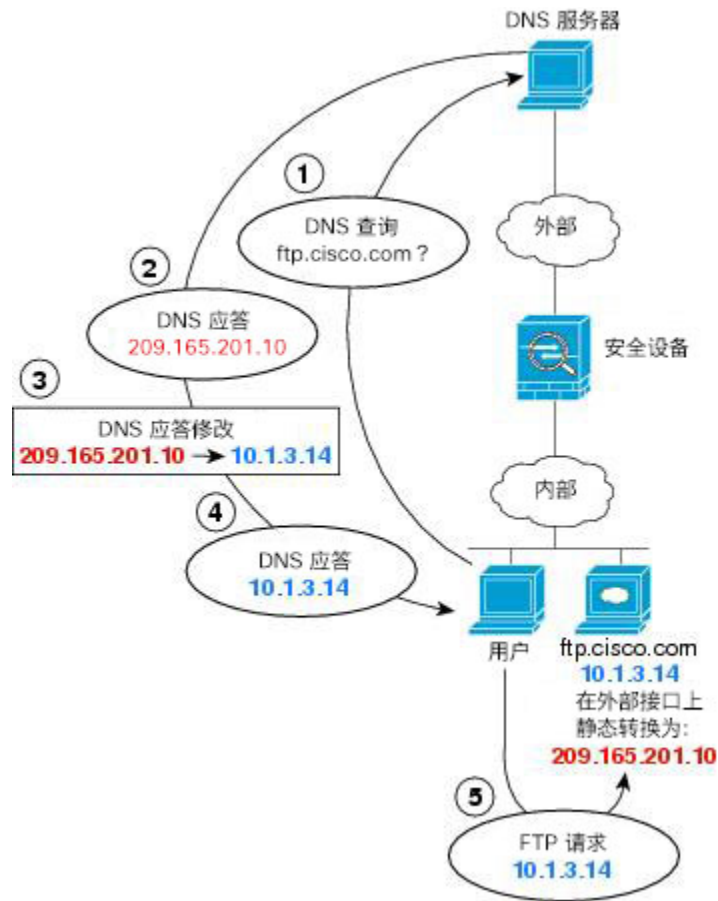 DNS 服务器
①
DNS 查询
ftp.cisco.com？
外部
②
DNS 应答
209.165.201.10
安全设备
③
DNS 应答修改
209.165.201.10 → 10.1.3.14
内部
④
DNS 应答
10.1.3.14
用户
ftp.cisco.com
10.1.3.14
在外部接口上
静态转换为:
209.165.201.10
⑤
FTP 请求
10.1.3.14